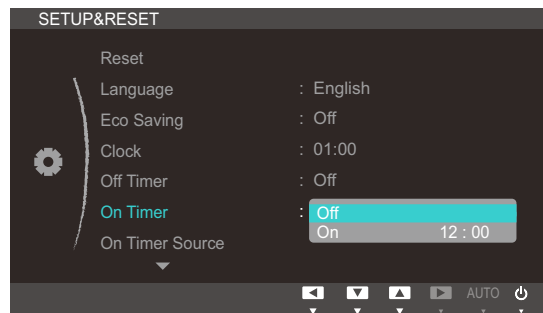 SETUP&RESET
Reset
Language : English
Eco Saving : Off
Clock : 01:00
Off Timer : Off
On Timer : Off
On 12 : 00
On Timer Source
AUTO